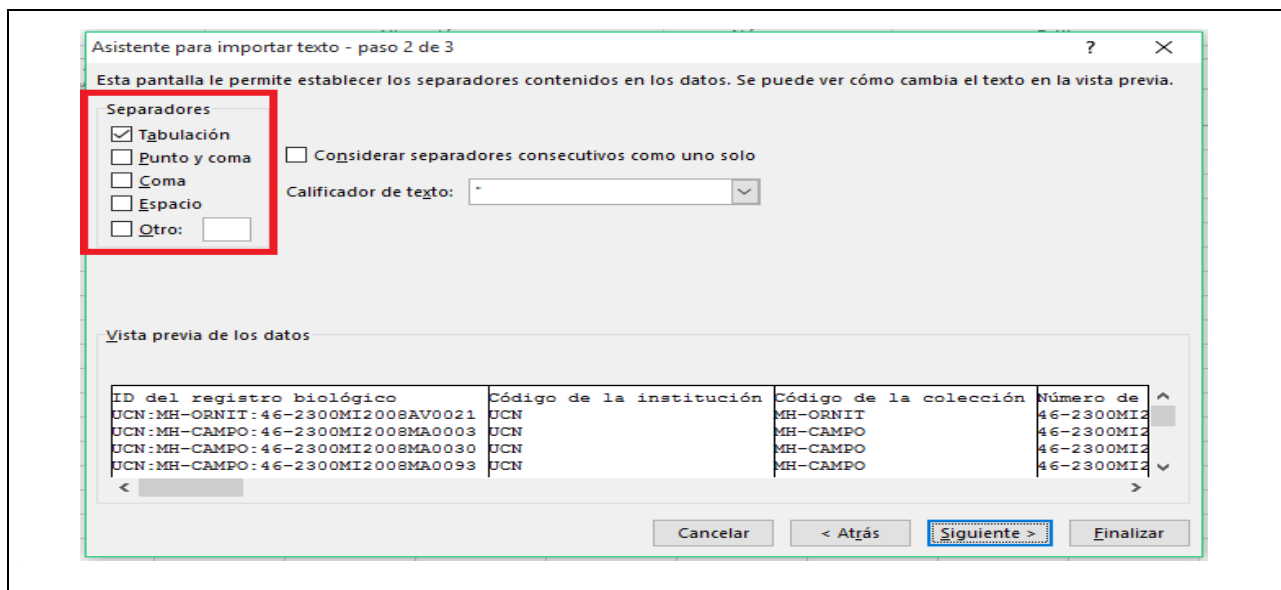 Asistente para importar texto - paso 2 de 3 ?
Esta pantalla le permite establecer los separadores contenidos en los datos. Se puede ver cómo cambia el texto en la vista previa.
Separadores
Tabulación
Punto y coma
Coma
Espacio
Otro:
Considerar separadores consecutivos como uno solo
Calificador de texto: "
Vista previa de los datos
ID del registro biológico Código de la institución Código de la colección Número de
UCN:MH-ORNIT:46-2300MI2008AV0021 UCN MH-ORNIT 46-2300MI2
UCN:MH-CAMPO:46-2300MI2008MA0003 UCN MH-CAMPO 46-2300MI2
UCN:MH-CAMPO:46-2300MI2008MA0030 UCN MH-CAMPO 46-2300MI2
UCN:MH-CAMPO:46-2300MI2008MA0093 UCN MH-CAMPO 46-2300MI2
Cancelar < Atrás Siguiente > Finalizar